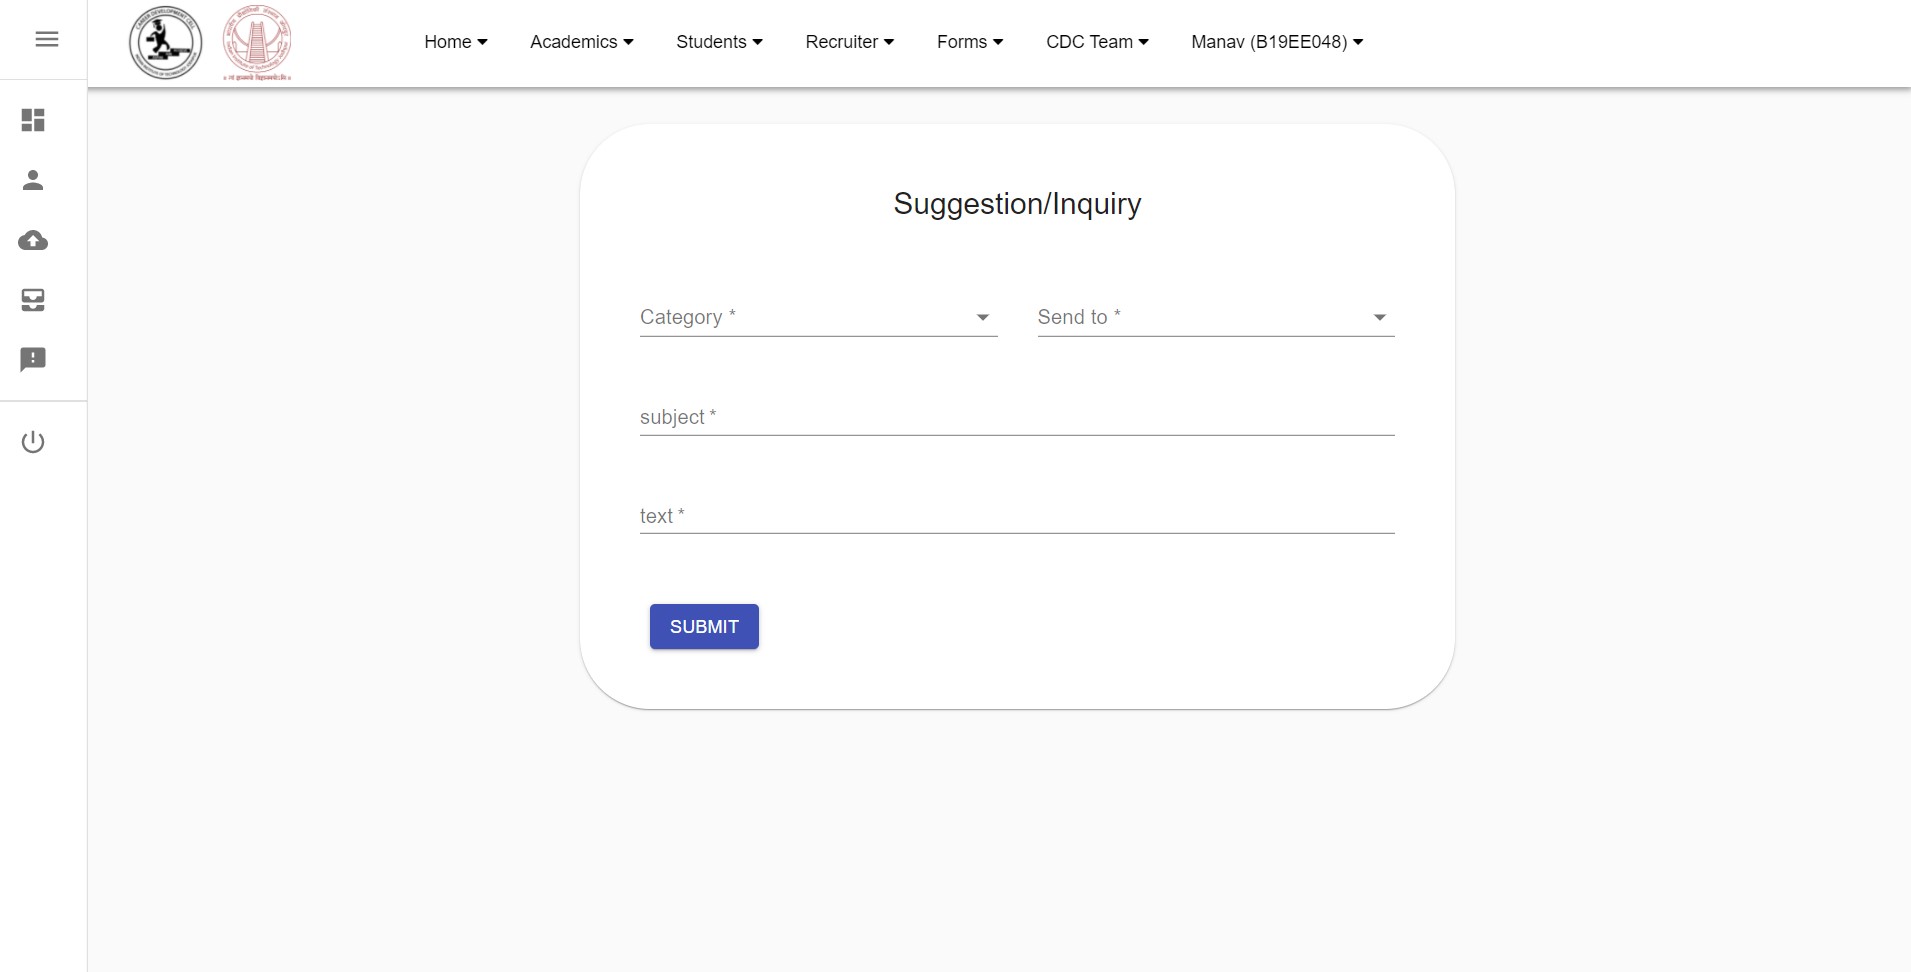 Home
Academics
Students
Recruiter
Forms
CDC Team
Manav (B19EE048)
Suggestion/Inquiry
Category *
Send to *
subject *
text *
SUBMIT